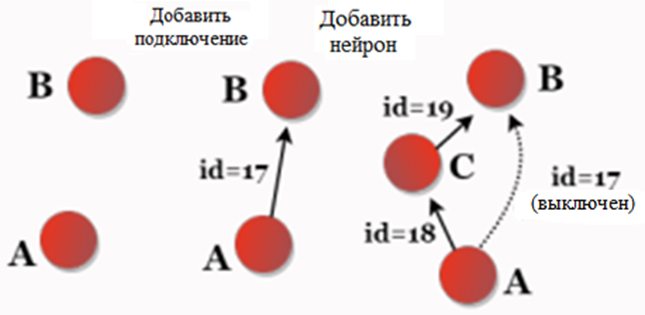 Добавить
подключение
Добавить
нейрон
B
A
B
id=17
A
B
id=19
C
id=17
(выключен)
id=18
A